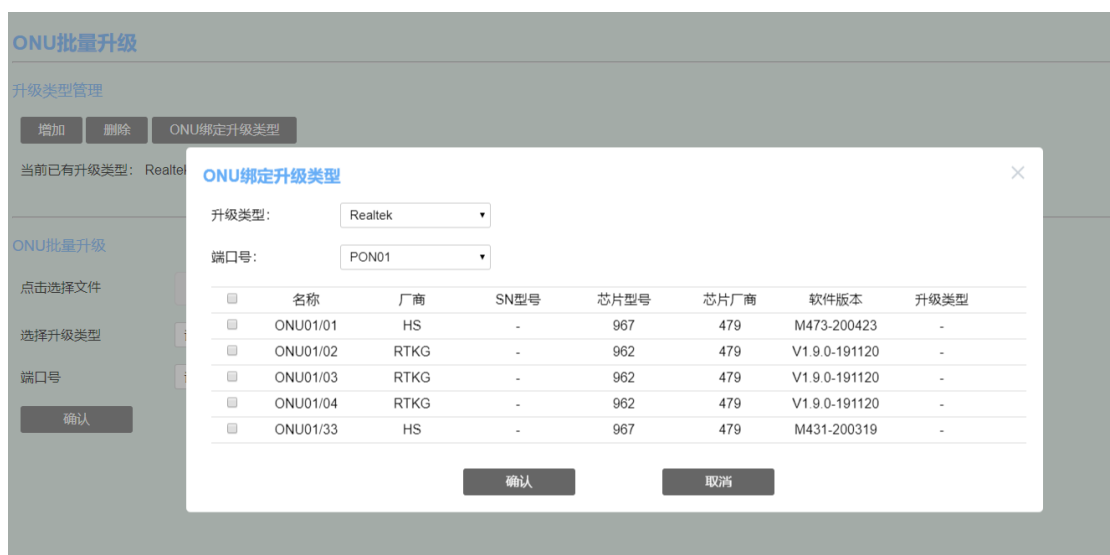 ONU批量升级
升级类型管理
增加 删除 ONU绑定升级类型
当前已有升级类型: Realtek
ONU绑定升级类型
升级类型: Realtek
端口号: PON01
名称 厂商 SN型号 芯片型号 芯片厂商 软件版本 升级类型
ONU01/01 HS - 967 479 M473-200423 -
ONU01/02 RTKG - 962 479 V1.9.0-191120 -
ONU01/03 RTKG - 962 479 V1.9.0-191120 -
ONU01/04 RTKG - 962 479 V1.9.0-191120 -
ONU01/33 HS - 967 479 M431-200319 -
确认 取消
ONU批量升级
点击选择文件
选择升级类型
端口号
确认